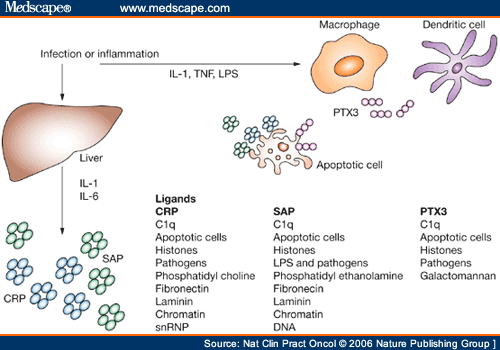 Medscape® www.medscape.com
Macrophage
Dendritic cell
Infection or inflammation
IL-1, TNF, LPS
PTX3
Liver
Apoptotic cell
IL-1
IL-6
SAP
CRP
Ligands
CRP
C1q
Apoptotic cells
Histones
Pathogens
Phosphatidyl choline
Fibronectin
Laminin
Chromatin
snRNP
SAP
C1q
Apoptotic cells
Histones
LPS and pathogens
Phosphatidyl ethanolamine
Fibronecin
Laminin
Chromatin
DNA
PTX3
C1q
Apoptotic cells
Histones
Pathogens
Galactomannan
Source: Nat Clin Pract Oncol © 2006 Nature Publishing Group ]